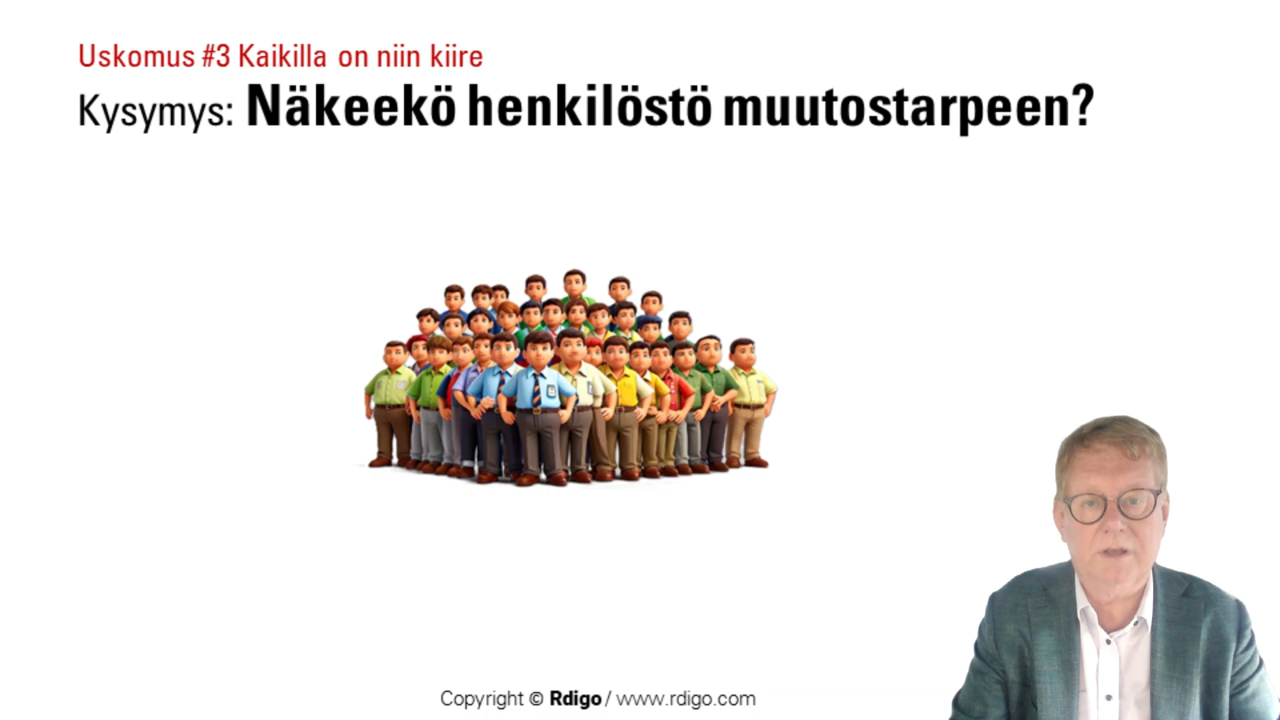 Uskomus #3 Kaikilla on niin kiire
Kysymys: Näkeekö henkilöstö muutostarpeen?
Copyright © Rdigo / www.rdigo.com